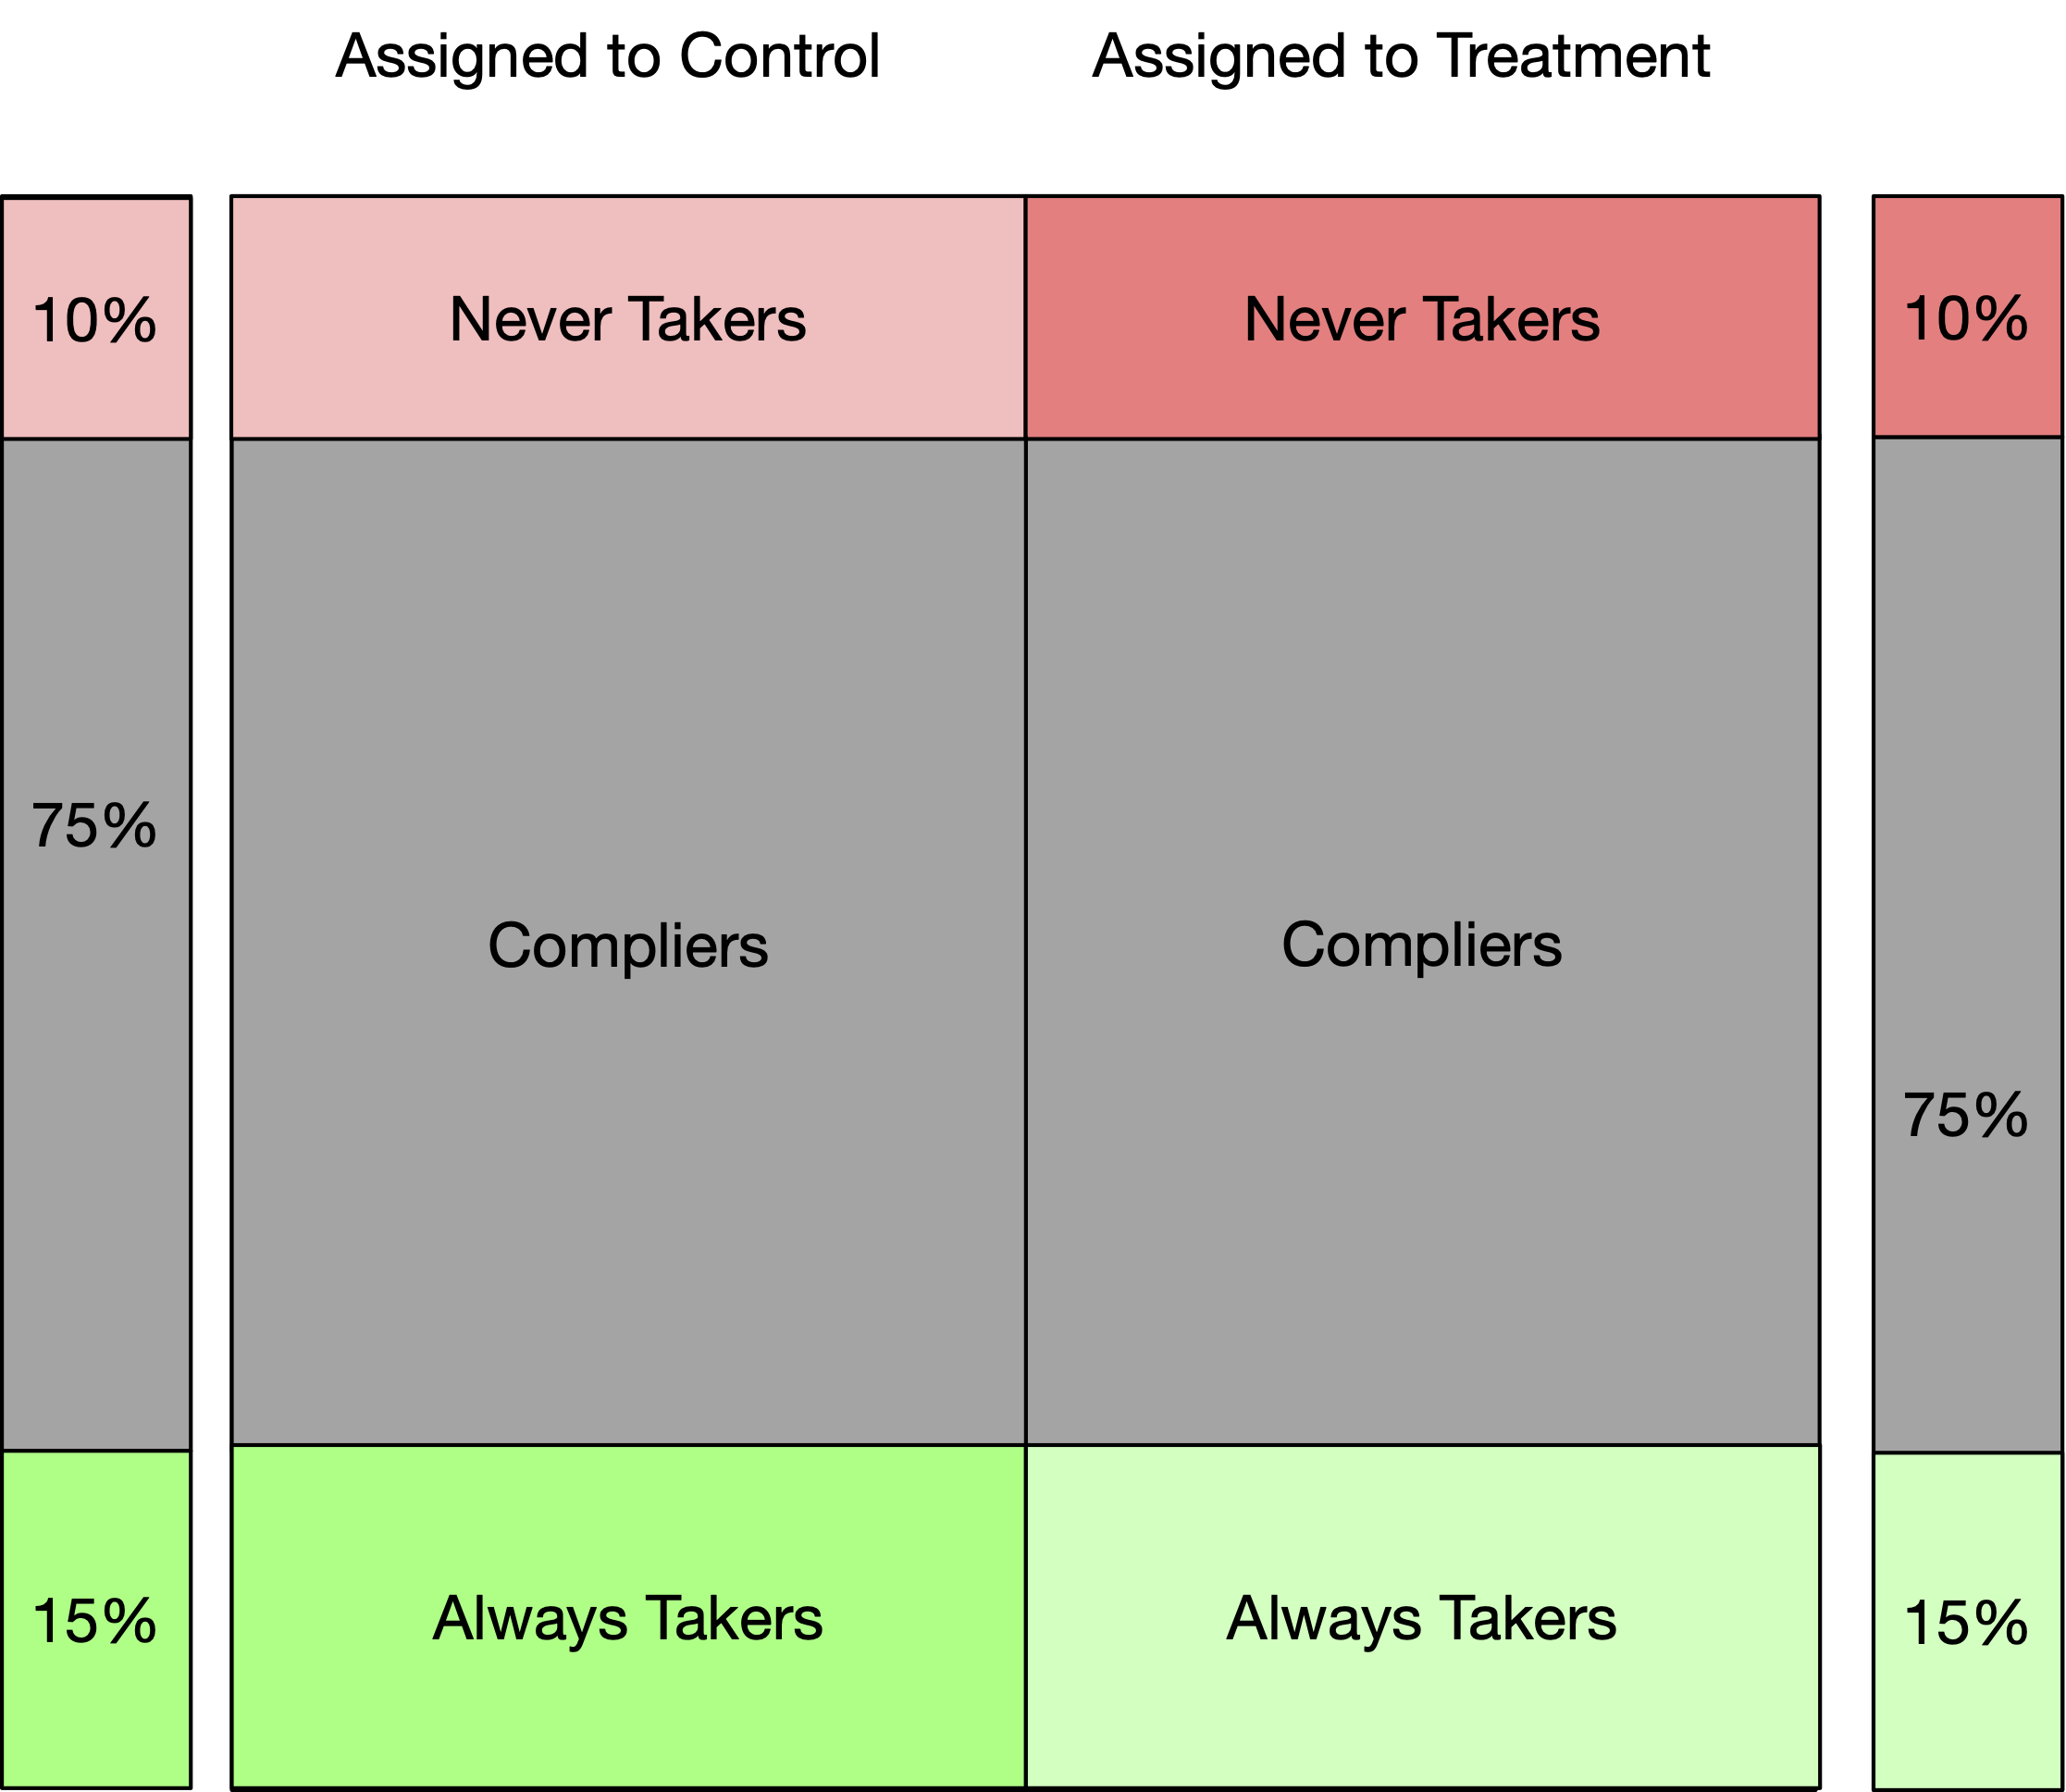 Assigned to Control Assigned to Treatment
10% Never Takers Never Takers 10%
75%
Compliers Compliers
75%
15% Always Takers Always Takers 15%